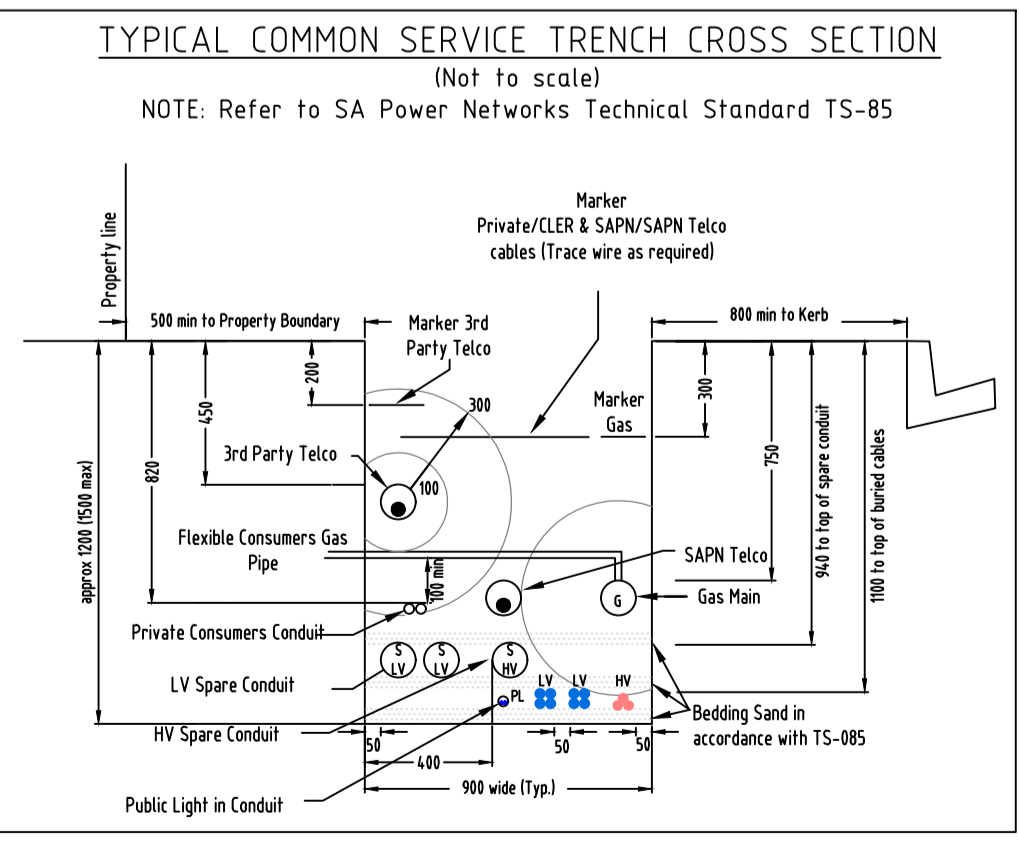 TYPICAL COMMON SERVICE TRENCH CROSS SECTION
(Not to scale)
NOTE: Refer to SA Power Networks Technical Standard TS-85
Marker
Private/CLER & SAPN/SAPN Telco
cables (Trace wire as required)
Property line
500 min to Property Boundary
Marker 3rd
Party Telco
800 min to Kerb
200
300
450
300
Marker
Gas
3rd Party Telco
100
820
750
940 to top of spare conduit
1100 to top of buried cables
approx 1200 (1500 max)
Flexible Consumers Gas
Pipe
100 min
SAPN Telco
G
Gas Main
Private Consumers Conduit
S
LV
S
LV
S
HV
LV Spare Conduit
PL
LV
LV
HV
Bedding Sand in
accordance with TS-085
HV Spare Conduit
50
50
50
400
900 wide (Typ.)
Public Light in Conduit